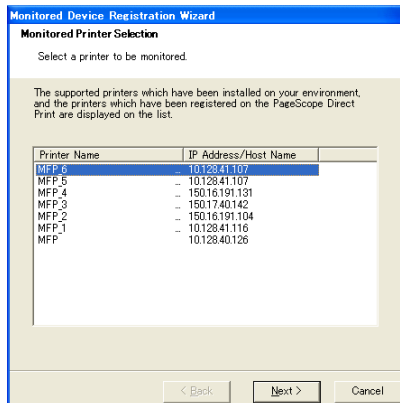 Monitored Device Registration Wizard
Monitored Printer Selection
Select a printer to be monitored.
The supported printers which have been installed on your environment,
and the printers which have been registered on the PageScope Direct
Print are displayed on the list.
Printer Name IP Address/Host Name
MFP_6 ... 10.128.41.107
MFP_5 ... 10.128.41.107
MFP_4 ... 150.16.191.131
MFP_3 ... 150.17.40.142
MFP_2 ... 150.16.191.104
MFP_1 ... 10.128.41.116
MFP 10.128.40.126
< Back Next > Cancel